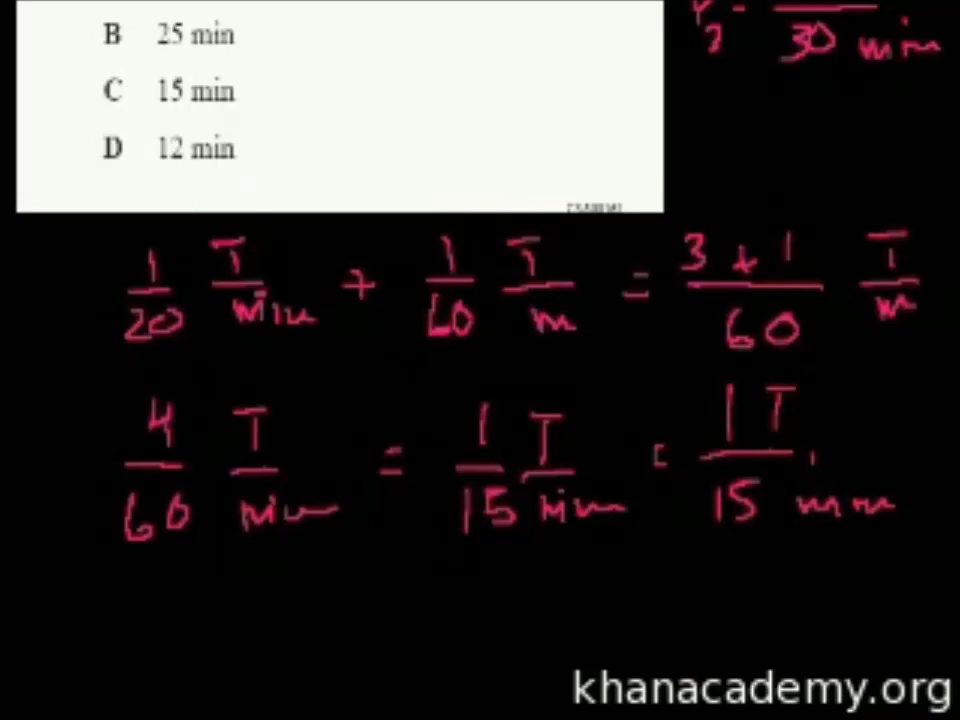 B 25 min
C 15 min
D 12 min
30 min
1/20 T/min + 1/60 T/m = 3+1/60 T/m
4/60 T/min = 1/15 T/min = 1T/15 min
khanacademy.org